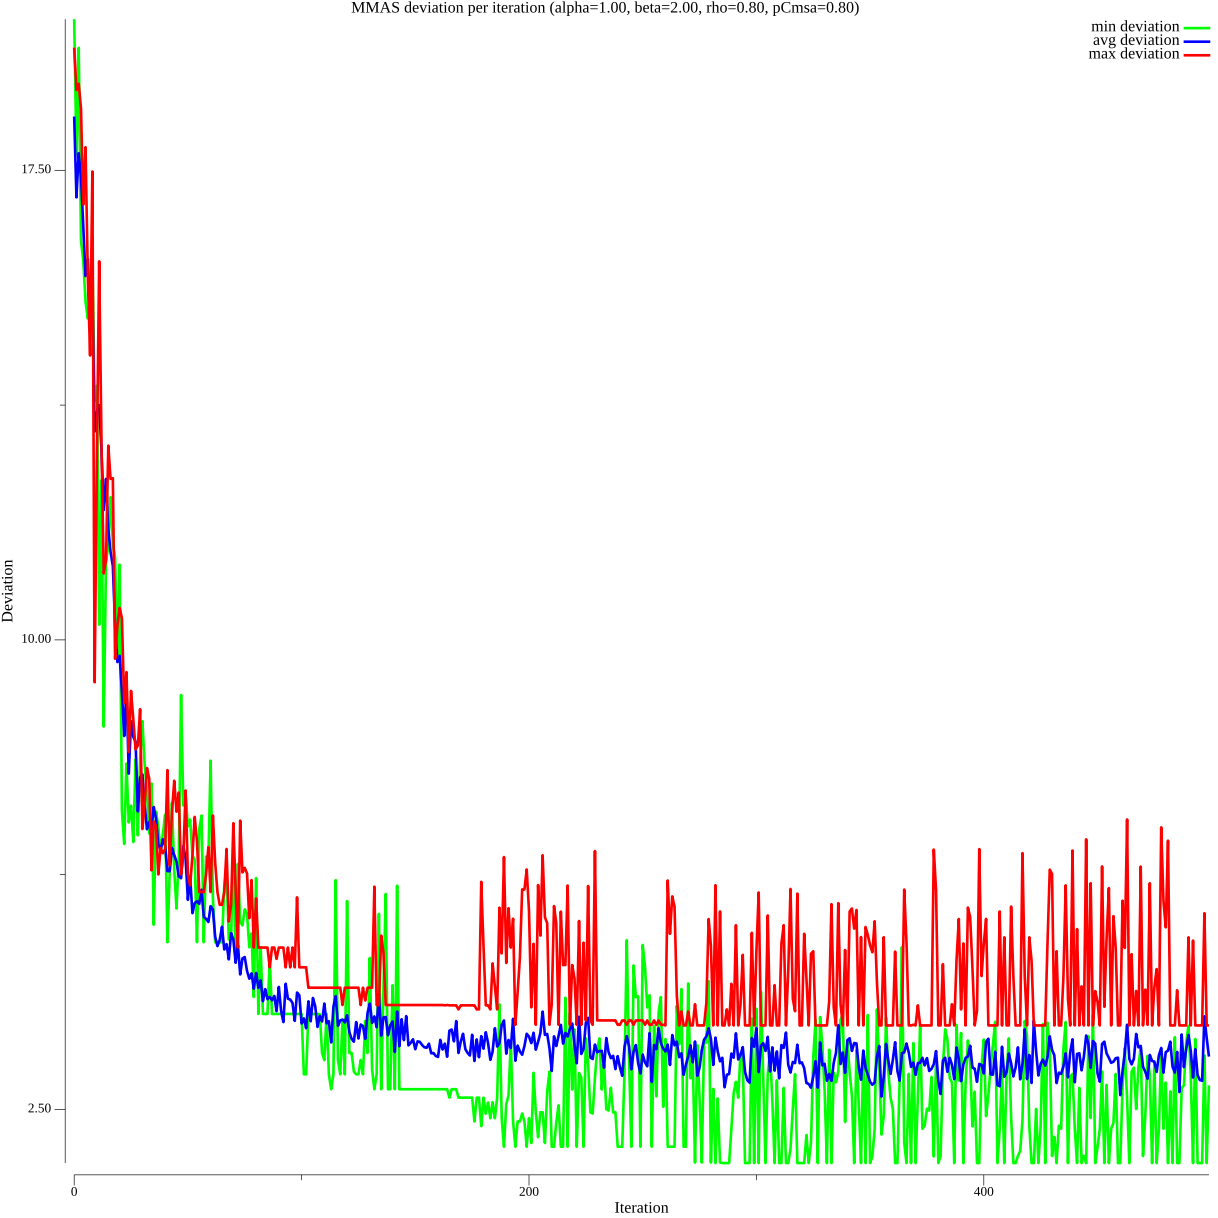 MMAS deviation per iteration (alpha=1.00, beta=2.00, rho=0.80, pCmsa=0.80)
min deviation
avg deviation
max deviation
17.50
10.00
2.50
Deviation
0
200
400
Iteration